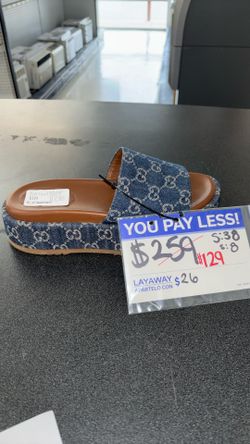 YOU PAY LESS!
$259
$129
S:38
S:8
LAYAWAY
APARTELO CON $26